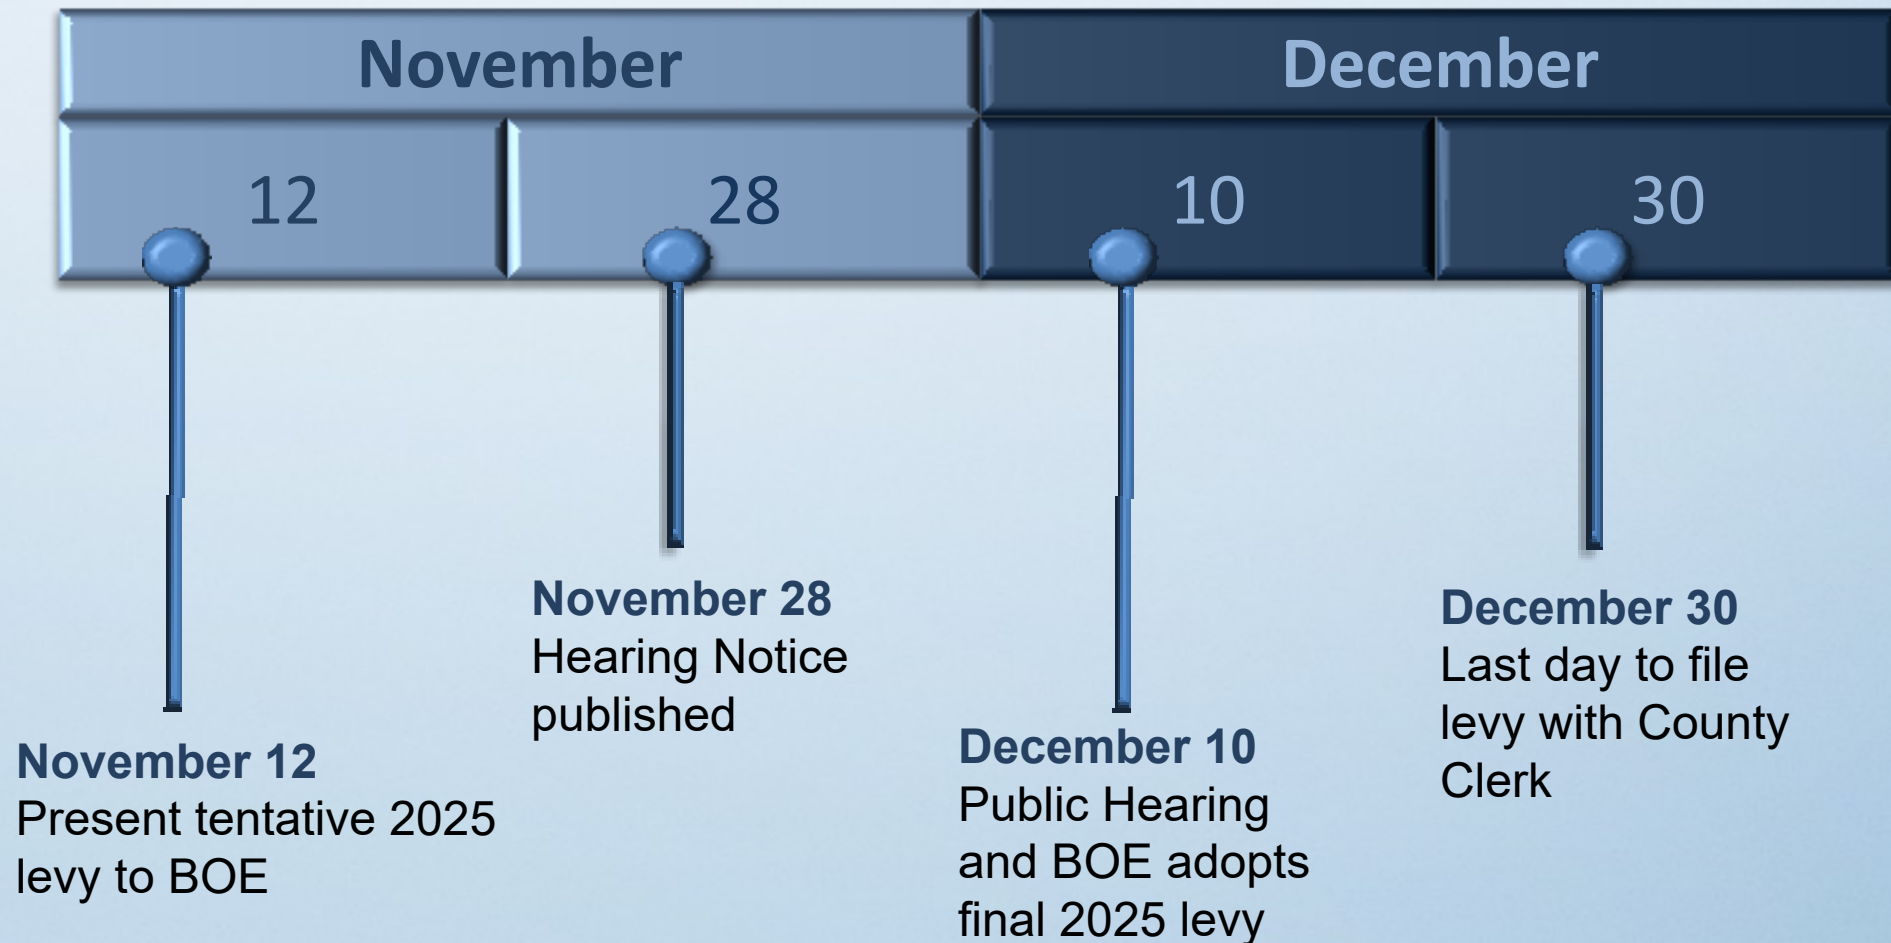 November
December
12
28
10
30
November 12
Present tentative 2025
levy to BOE
November 28
Hearing Notice
published
December 10
Public Hearing
and BOE adopts
final 2025 levy
December 30
Last day to file
levy with County
Clerk